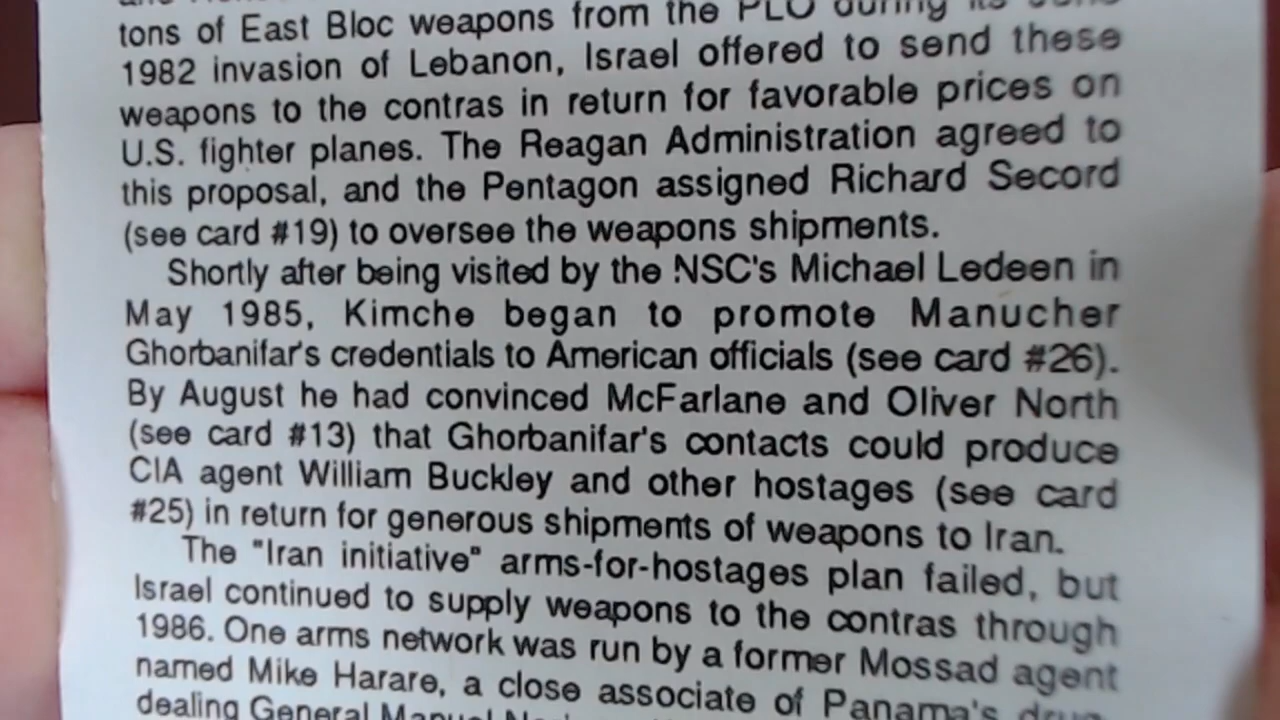 tons of East Bloc weapons from the PLO during its
1982 invasion of Lebanon, Israel offered to send these
weapons to the contras in return for favorable prices on
U.S. fighter planes. The Reagan Administration agreed to
this proposal, and the Pentagon assigned Richard Secord
(see card #19) to oversee the weapons shipments.
Shortly after being visited by the NSC's Michael Ledeen in
May 1985, Kimche began to promote Manucher
Ghorbanifar's credentials to American officials (see card #26).
By August he had convinced McFarlane and Oliver North
(see card #13) that Ghorbanifar's contacts could produce
CIA agent William Buckley and other hostages (see card
#25) in return for generous shipments of weapons to Iran.
The "Iran initiative" arms-for-hostages plan failed, but
Israel continued to supply weapons to the contras through
1986. One arms network was run by a former Mossad agent
named Mike Harare, a close associate of Panama's drug-
dealing General Manuel